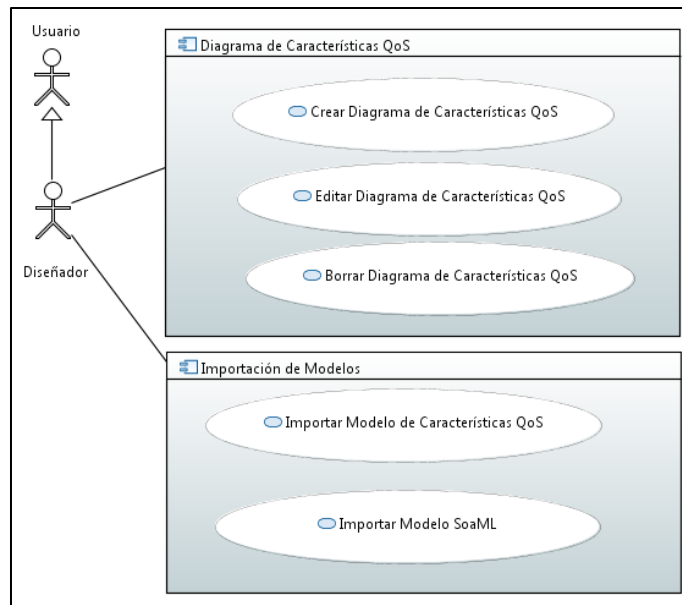 Usuario
Diagrama de Características QoS
Crear Diagrama de Características QoS
Editar Diagrama de Características QoS
Diseñador
Borrar Diagrama de Características QoS
Importación de Modelos
Importar Modelo de Características QoS
Importar Modelo SoaML